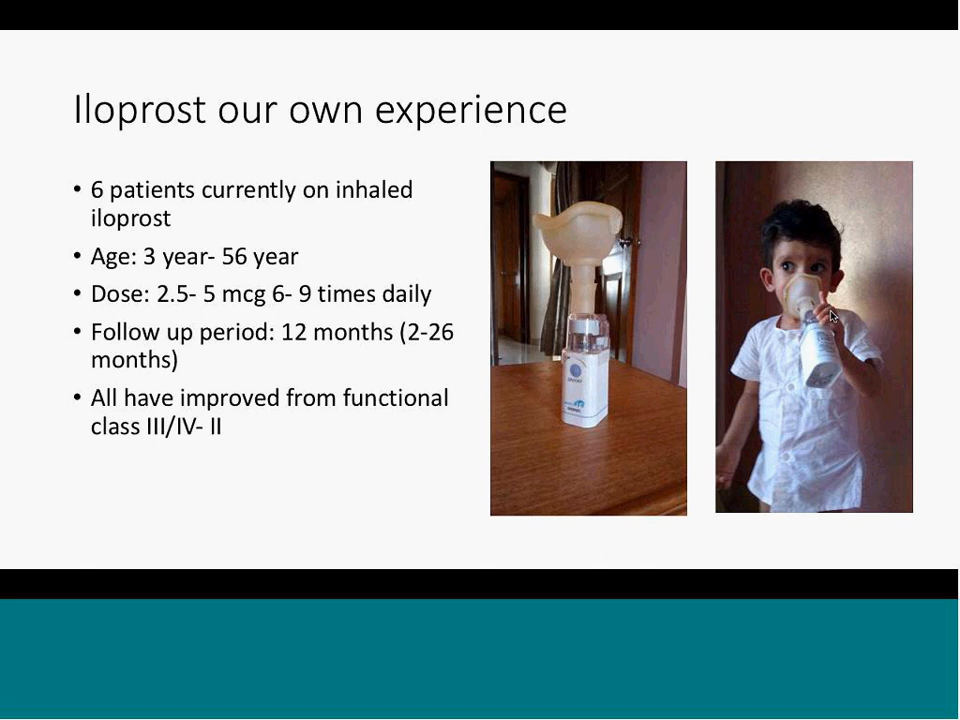 Iloprost our own experience
• 6 patients currently on inhaled
iloprost
• Age: 3 year- 56 year
• Dose: 2.5- 5 mcg 6- 9 times daily
• Follow up period: 12 months (2-26
months)
• All have improved from functional
class III/IV- II